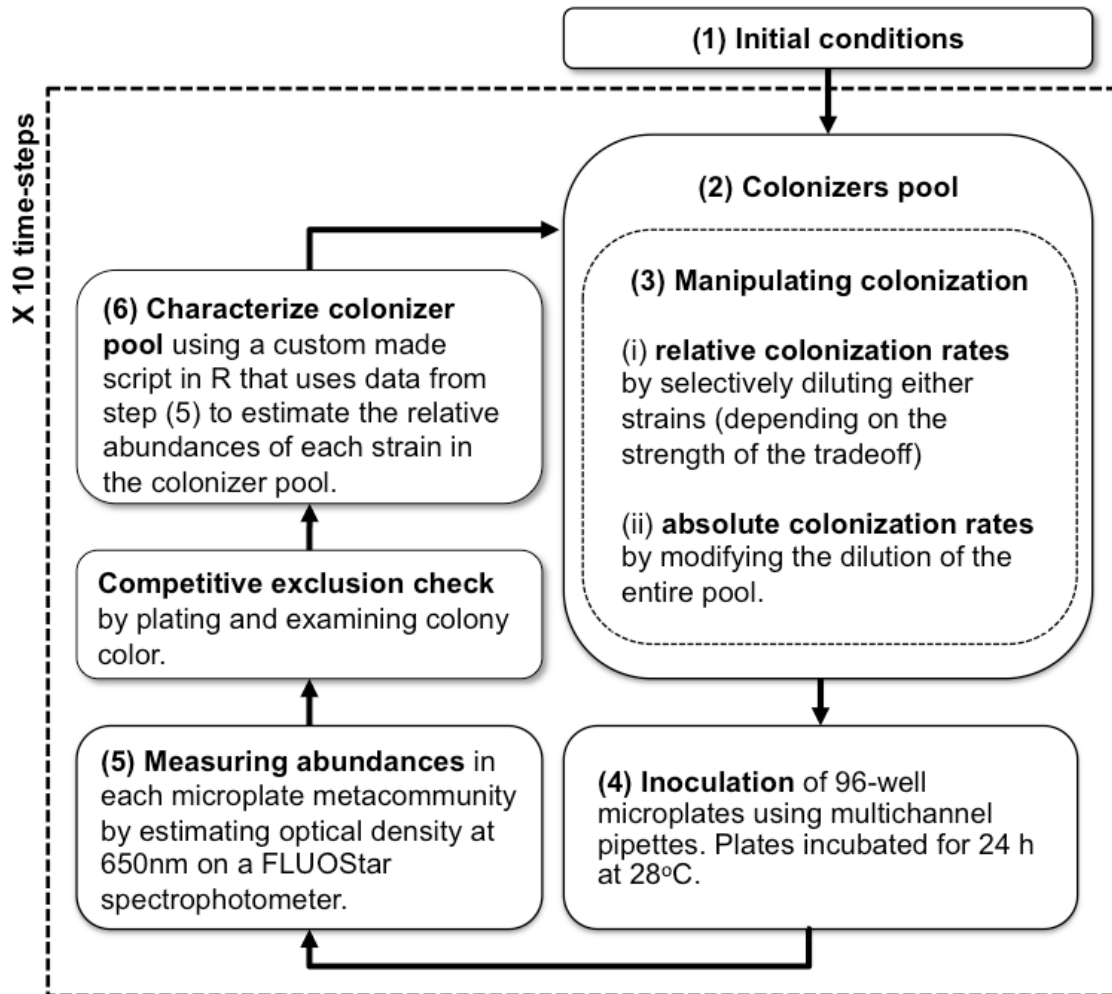 (1) Initial conditions
X 10 time-steps
(2) Colonizers pool
(3) Manipulating colonization
(i) relative colonization rates
by selectively diluting either
strains (depending on the
strength of the tradeoff)
(ii) absolute colonization rates
by modifying the dilution of the
entire pool.
(4) Inoculation of 96-well
microplates using multichannel
pipettes. Plates incubated for 24 h
at 28ºC.
(5) Measuring abundances in
each microplate metacommunity
by estimating optical density at
650nm on a FLUOStar
spectrophotometer.
Competitive exclusion check
by plating and examining colony
color.
(6) Characterize colonizer
pool using a custom made
script in R that uses data from
step (5) to estimate the relative
abundances of each strain in
the colonizer pool.